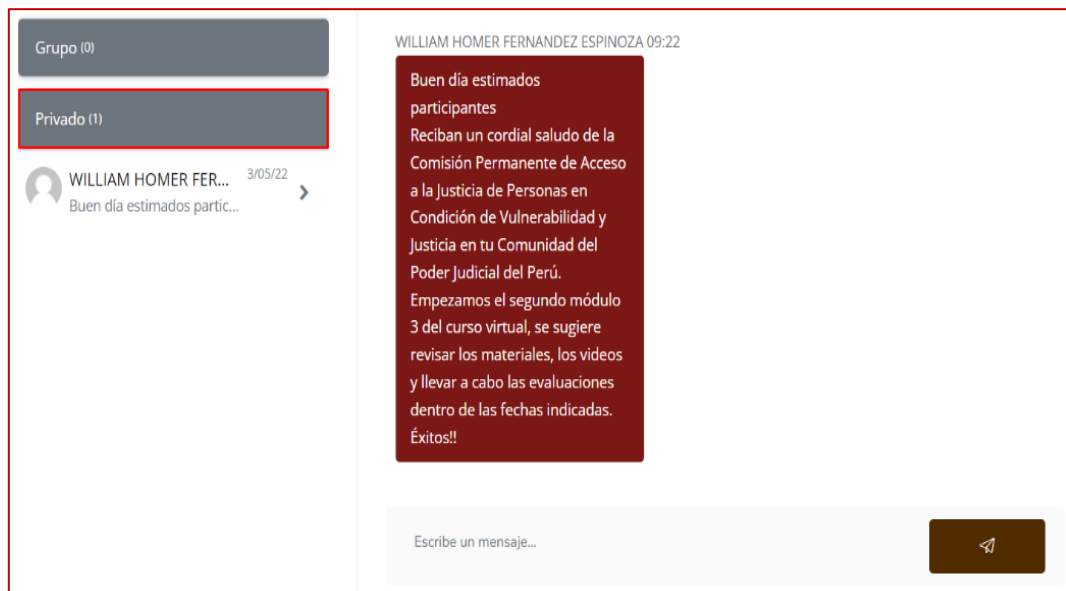 Grupo (0)
Privado (1)
WILLIAM HOMER FER... 3/05/22
Buen día estimados partic...
WILLIAM HOMER FERNANDEZ ESPINOZA 09:22
Buen día estimados
participantes
Reciban un cordial saludo de la
Comisión Permanente de Acceso
a la Justicia de Personas en
Condición de Vulnerabilidad y
Justicia en tu Comunidad del
Poder Judicial del Perú.
Empezamos el segundo módulo
3 del curso virtual, se sugiere
revisar los materiales, los videos
y llevar a cabo las evaluaciones
dentro de las fechas indicadas.
Éxitos!!
Escribe un mensaje...